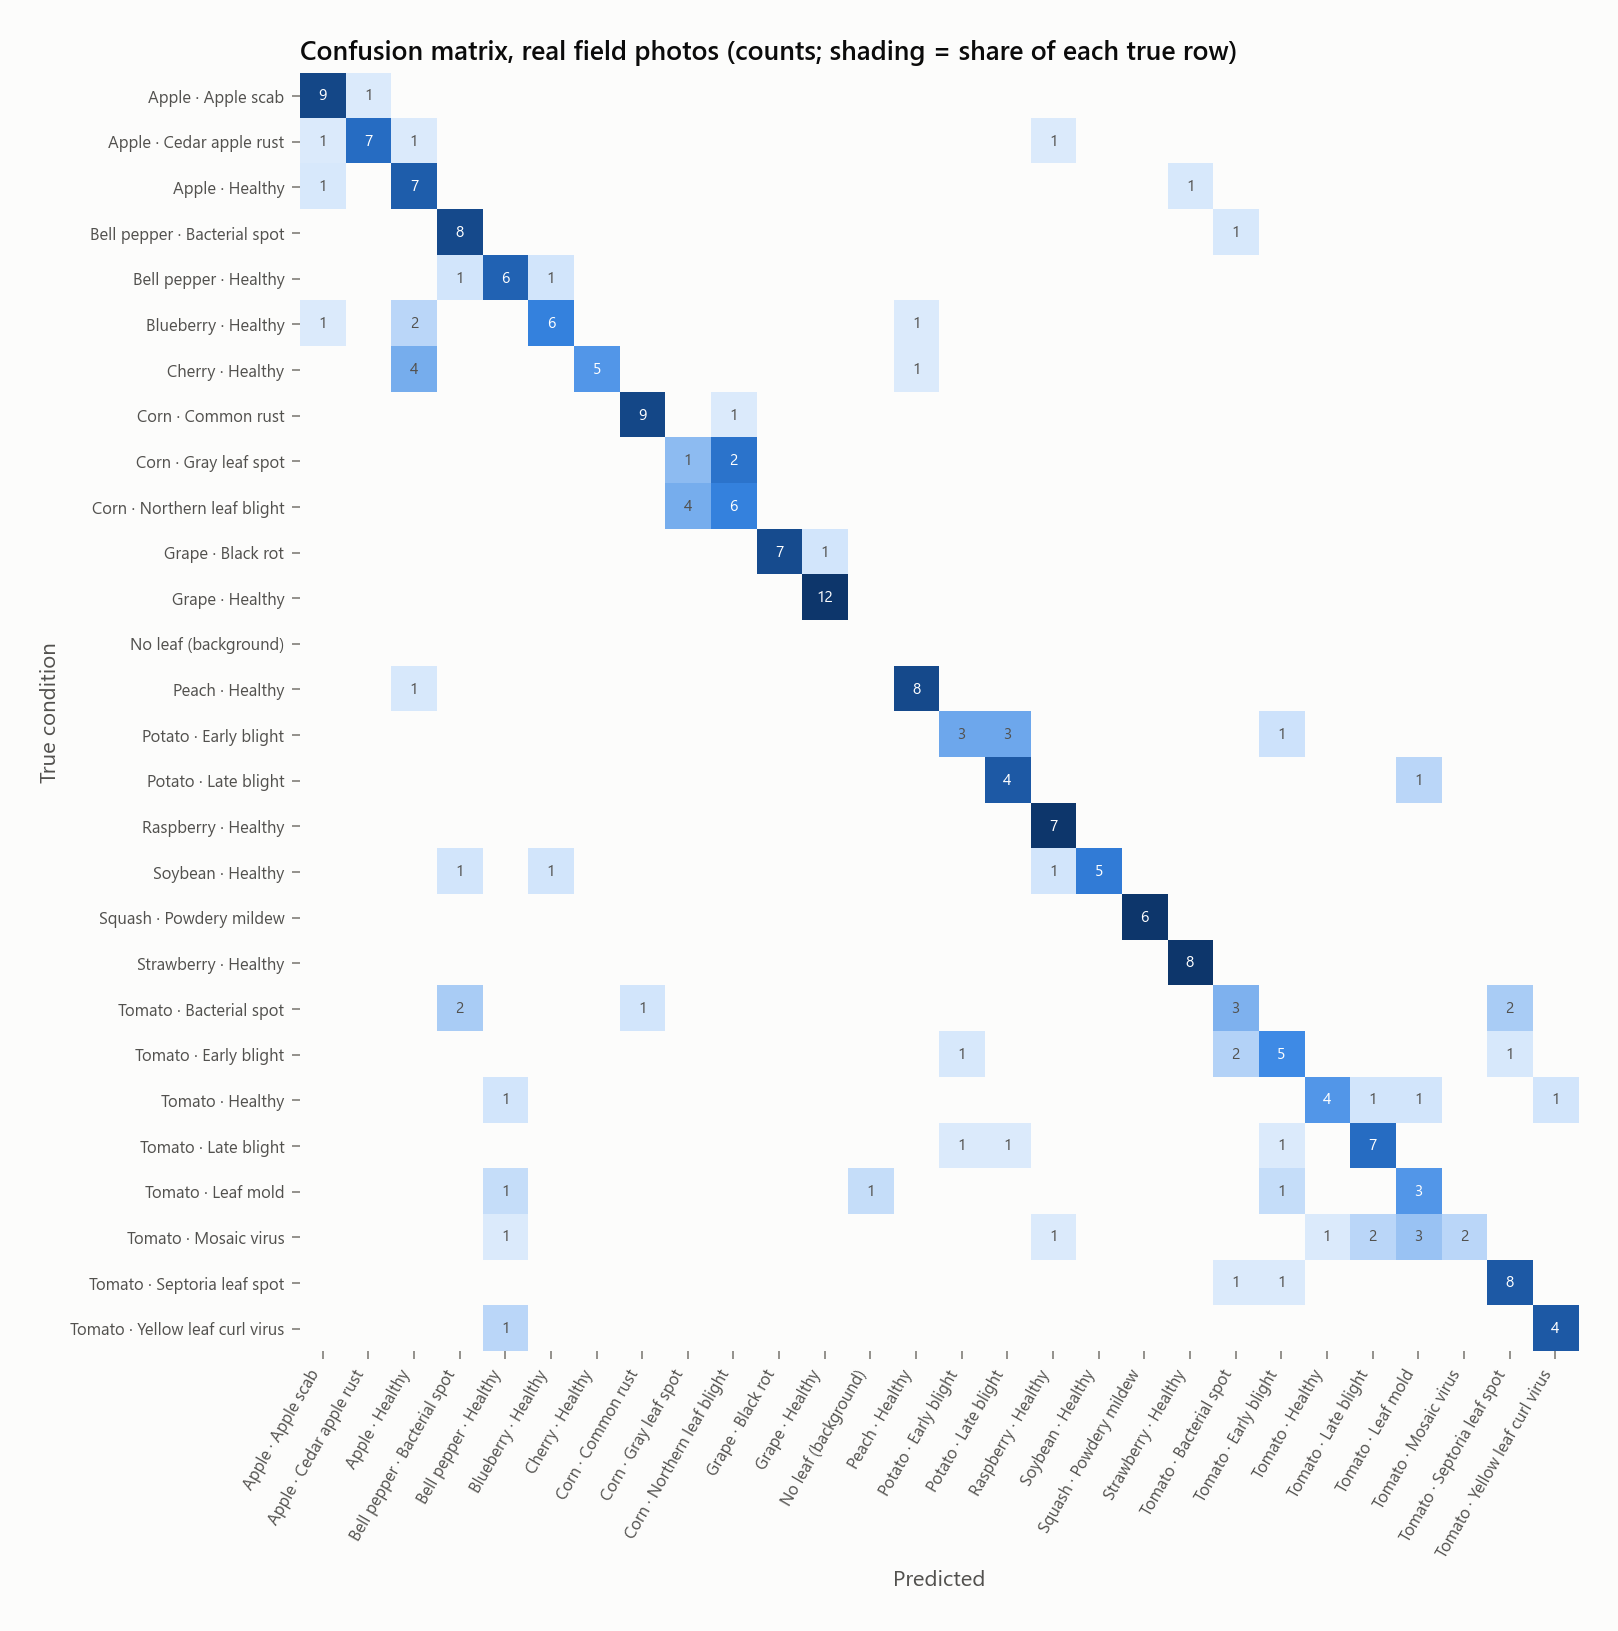 Confusion matrix, real field photos (counts; shading = share of each true row)
Apple · Apple scab 9 1
Apple · Cedar apple rust 1 7 1 1
Apple · Healthy 1 7 1
Bell pepper · Bacterial spot 8 1
Bell pepper · Healthy 1 6 1
Blueberry · Healthy 1 2 6 1
Cherry · Healthy 4 5 1
Corn · Common rust 9 1
Corn · Gray leaf spot 1 2
Corn · Northern leaf blight 4 6
Grape · Black rot 7 1
Grape · Healthy 12
No leaf (background)
Peach · Healthy 1 8
Potato · Early blight 3 3 1
Potato · Late blight 4 1
Raspberry · Healthy 7
Soybean · Healthy 1 1 1 5
Squash · Powdery mildew 6
Strawberry · Healthy 8
Tomato · Bacterial spot 2 1 3 2
Tomato · Early blight 1 2 5 1
Tomato · Healthy 1 4 1 1 1
Tomato · Late blight 1 1 1 7
Tomato · Leaf mold 1 1 1 3
Tomato · Mosaic virus 1 1 1 2 3 2
Tomato · Septoria leaf spot 1 1 8
Tomato · Yellow leaf curl virus 1 4
True condition
Apple · Apple scab
Apple · Cedar apple rust
Apple · Healthy
Bell pepper · Bacterial spot
Bell pepper · Healthy
Blueberry · Healthy
Cherry · Healthy
Corn · Common rust
Corn · Gray leaf spot
Corn · Northern leaf blight
Grape · Black rot
Grape · Healthy
No leaf (background)
Peach · Healthy
Potato · Early blight
Potato · Late blight
Raspberry · Healthy
Soybean · Healthy
Squash · Powdery mildew
Strawberry · Healthy
Tomato · Bacterial spot
Tomato · Early blight
Tomato · Healthy
Tomato · Late blight
Tomato · Leaf mold
Tomato · Mosaic virus
Tomato · Septoria leaf spot
Tomato · Yellow leaf curl virus
Predicted